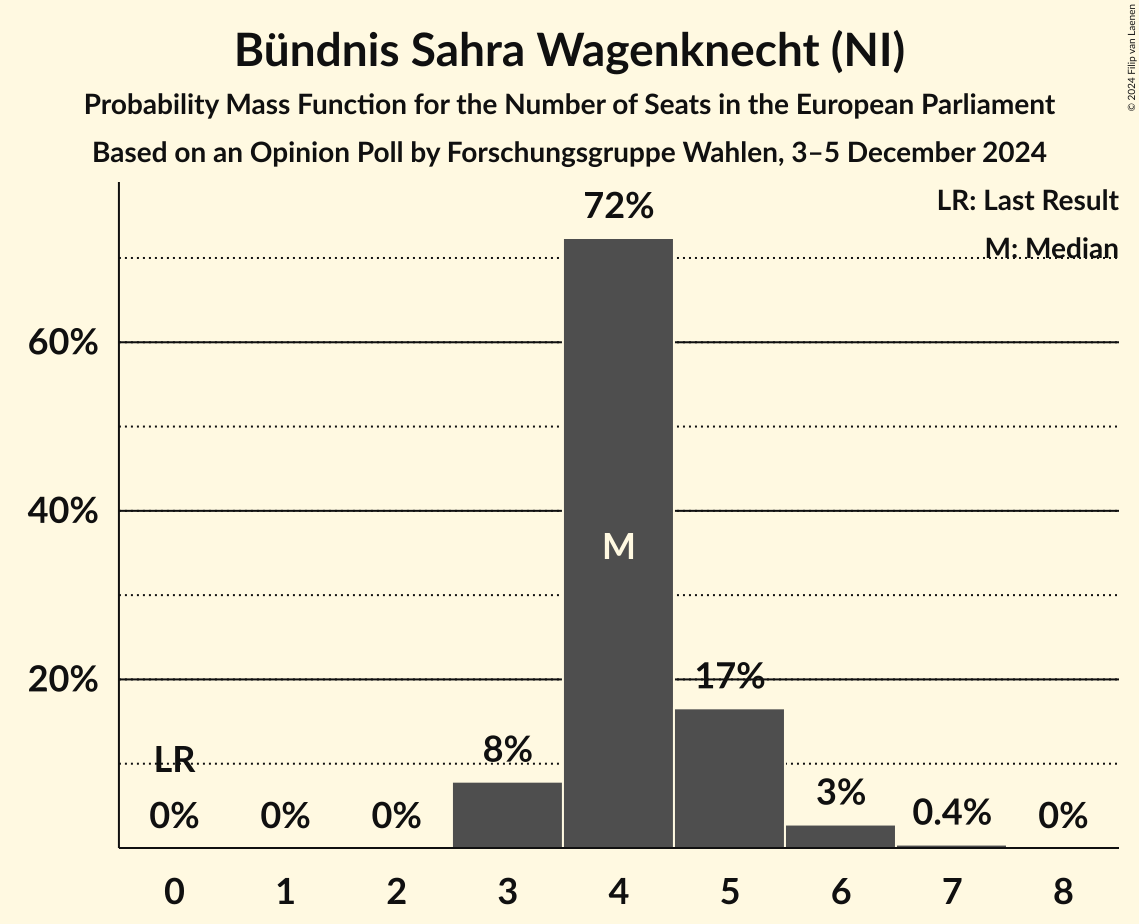 Bündnis Sahra Wagenknecht (NI)
Probability Mass Function for the Number of Seats in the European Parliament
Based on an Opinion Poll by Forschungsgruppe Wahlen, 3–5 December 2024
© 2024 Filip van Laenen
LR: Last Result
M: Median
72%
60%
40%
M
20%
17%
LR
8%
3%
0.4%
0% 0% 0% 0%
0 1 2 3 4 5 6 7 8